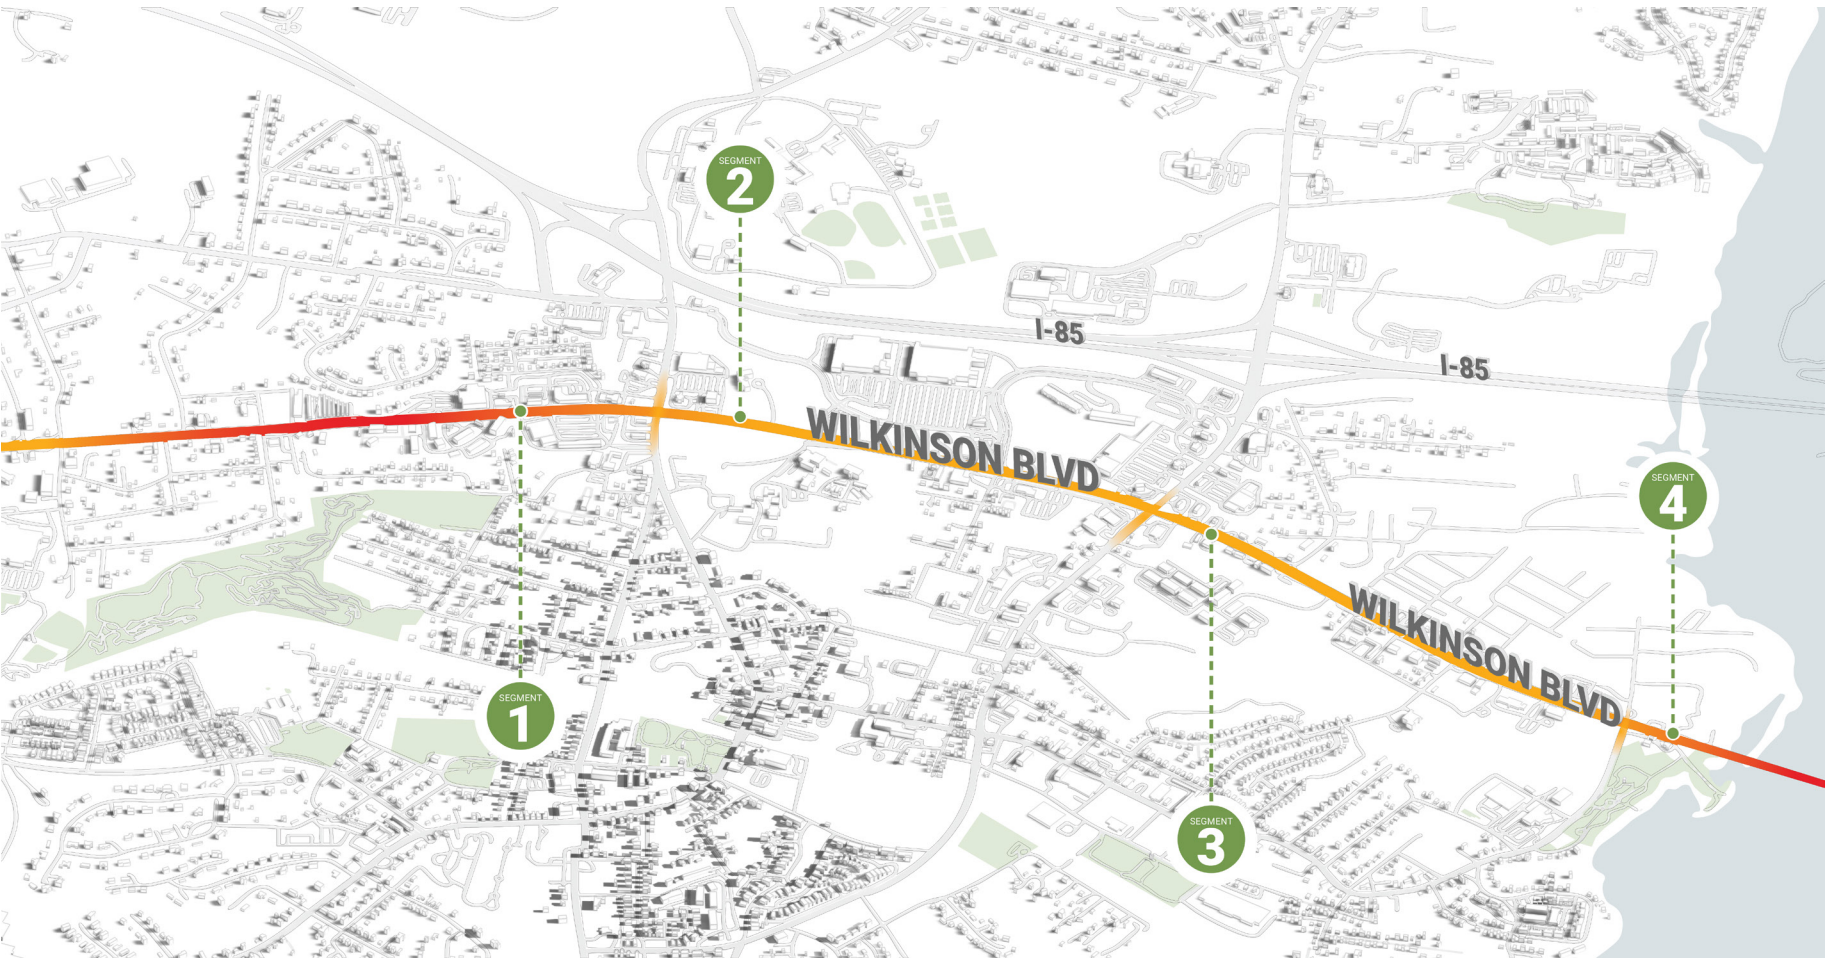 SEGMENT
2
I-85
I-85
WILKINSON BLVD
SEGMENT
4
WILKINSON BLVD
SEGMENT
1
SEGMENT
3